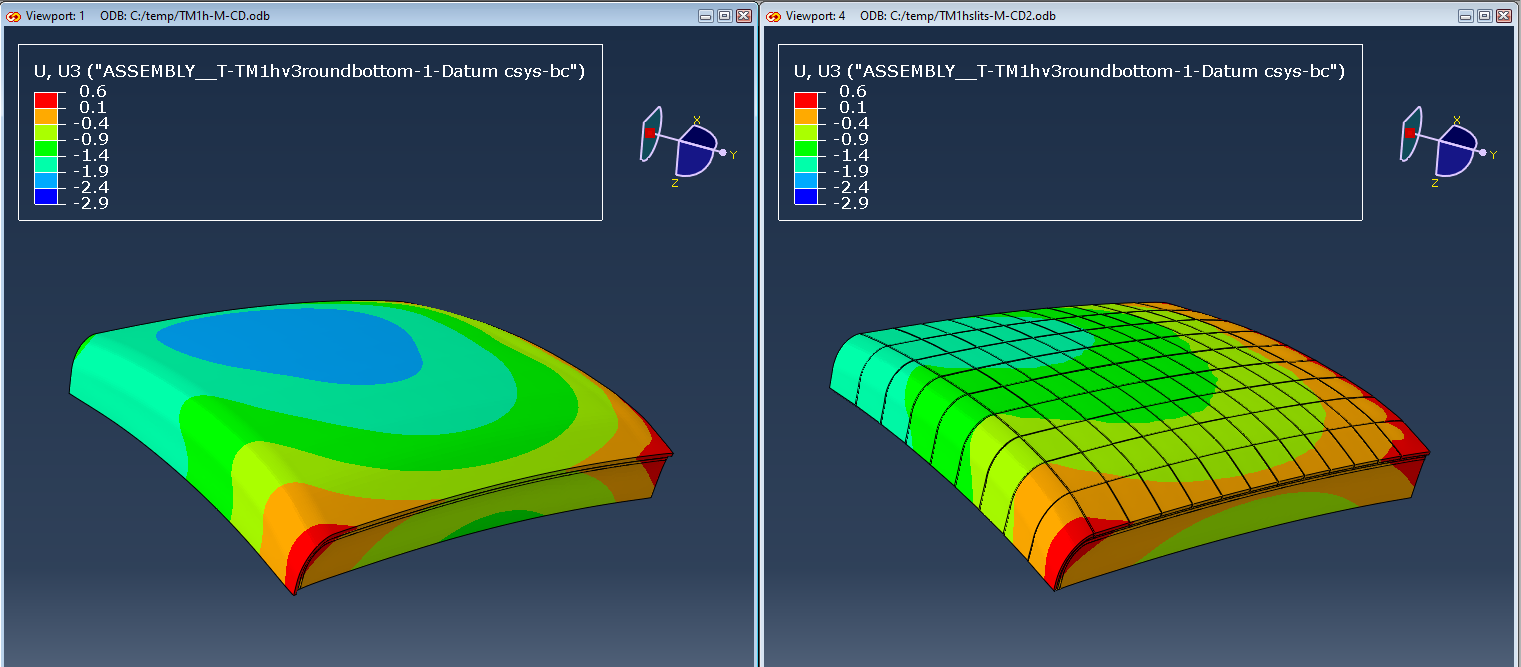 Viewport: 1 ODB: C:/temp/TM1h-M-CD.odb
U, U3 ("ASSEMBLY__T-TM1hv3roundbottom-1-Datum csys-bc")
0.6
0.1
-0.4
-0.9
-1.4
-1.9
-2.4
-2.9
X
Y
Z
Viewport: 4 ODB: C:/temp/TM1hslits-M-CD2.odb
U, U3 ("ASSEMBLY__T-TM1hv3roundbottom-1-Datum csys-bc")
0.6
0.1
-0.4
-0.9
-1.4
-1.9
-2.4
-2.9
X
Y
Z